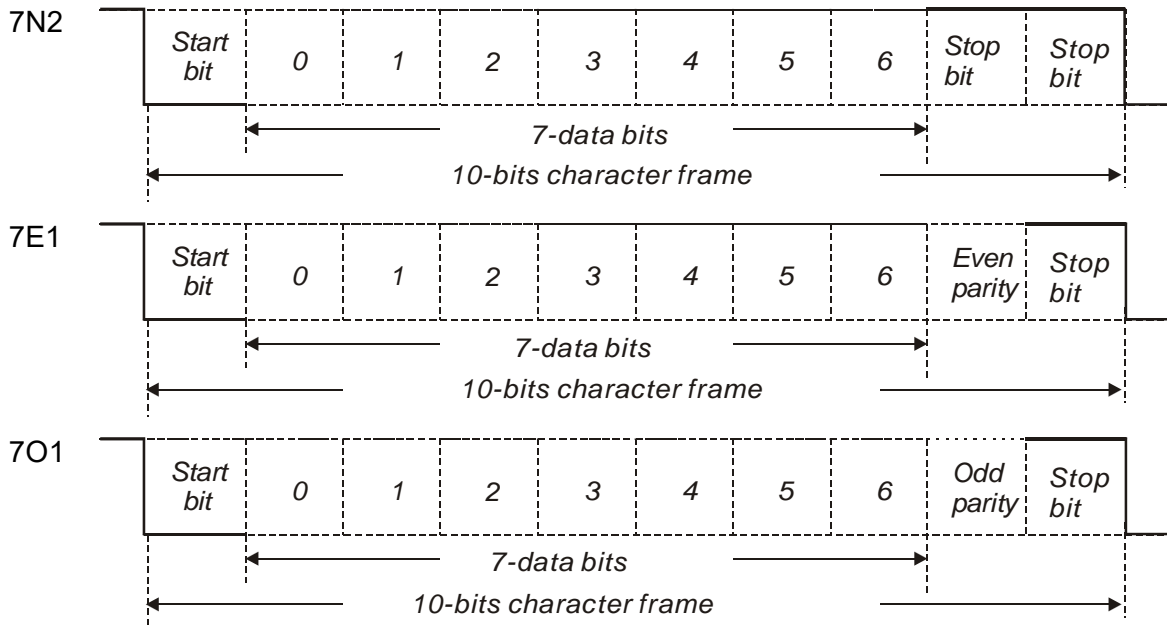 7N2
Start bit 0 1 2 3 4 5 6 Stop bit Stop bit
7-data bits
10-bits character frame
7E1
Start bit 0 1 2 3 4 5 6 Even parity Stop bit
7-data bits
10-bits character frame
7O1
Start bit 0 1 2 3 4 5 6 Odd parity Stop bit
7-data bits
10-bits character frame